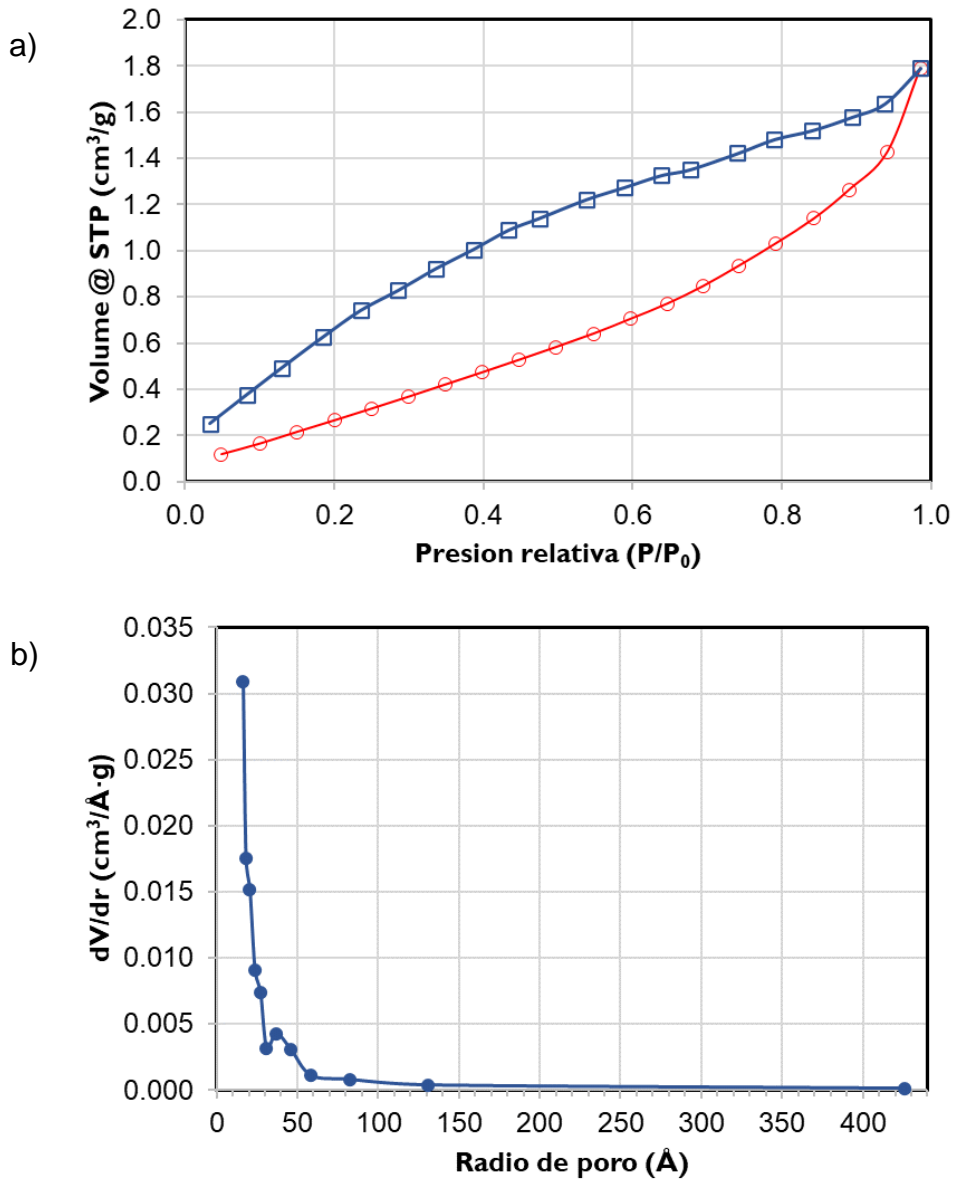 a)
2.0
1.8
1.6
1.4
1.2
1.0
0.8
0.6
0.4
0.2
0.0
Volume @ STP (cm³/g)
0.0 0.2 0.4 0.6 0.8 1.0
Presion relativa (P/P₀)
b)
0.035
0.030
0.025
0.020
0.015
0.010
0.005
0.000
dV/dr (cm³/Å·g)
0 50 100 150 200 250 300 350 400
Radio de poro (Å)